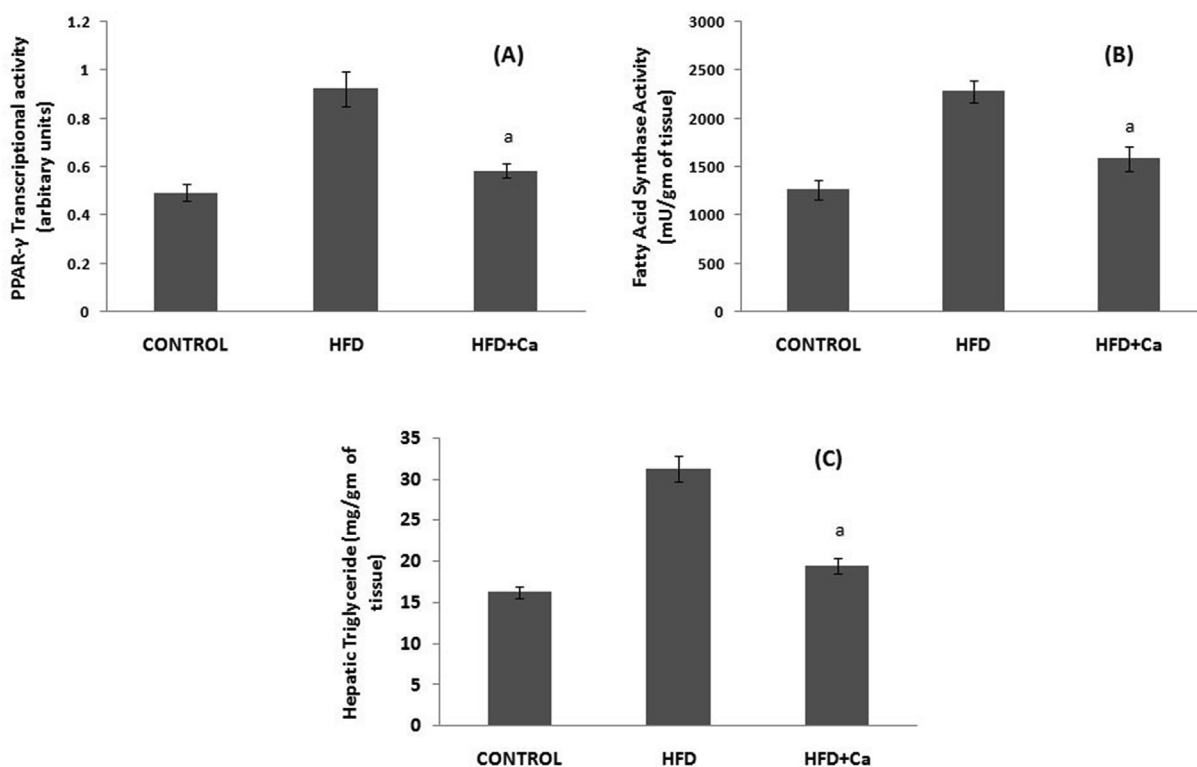 (A)
PPAR-γ Transcriptional activity
(arbitary units)
1.2
1
0.8
0.6
0.4
0.2
0
a
CONTROL HFD HFD+Ca
(B)
Fatty Acid Synthase Activity
(mU/gm of tissue)
3000
2500
2000
1500
1000
500
0
a
CONTROL HFD HFD+Ca
(C)
Hepatic Triglyceride (mg/gm of
tissue)
35
30
25
20
15
10
5
0
a
CONTROL HFD HFD+Ca